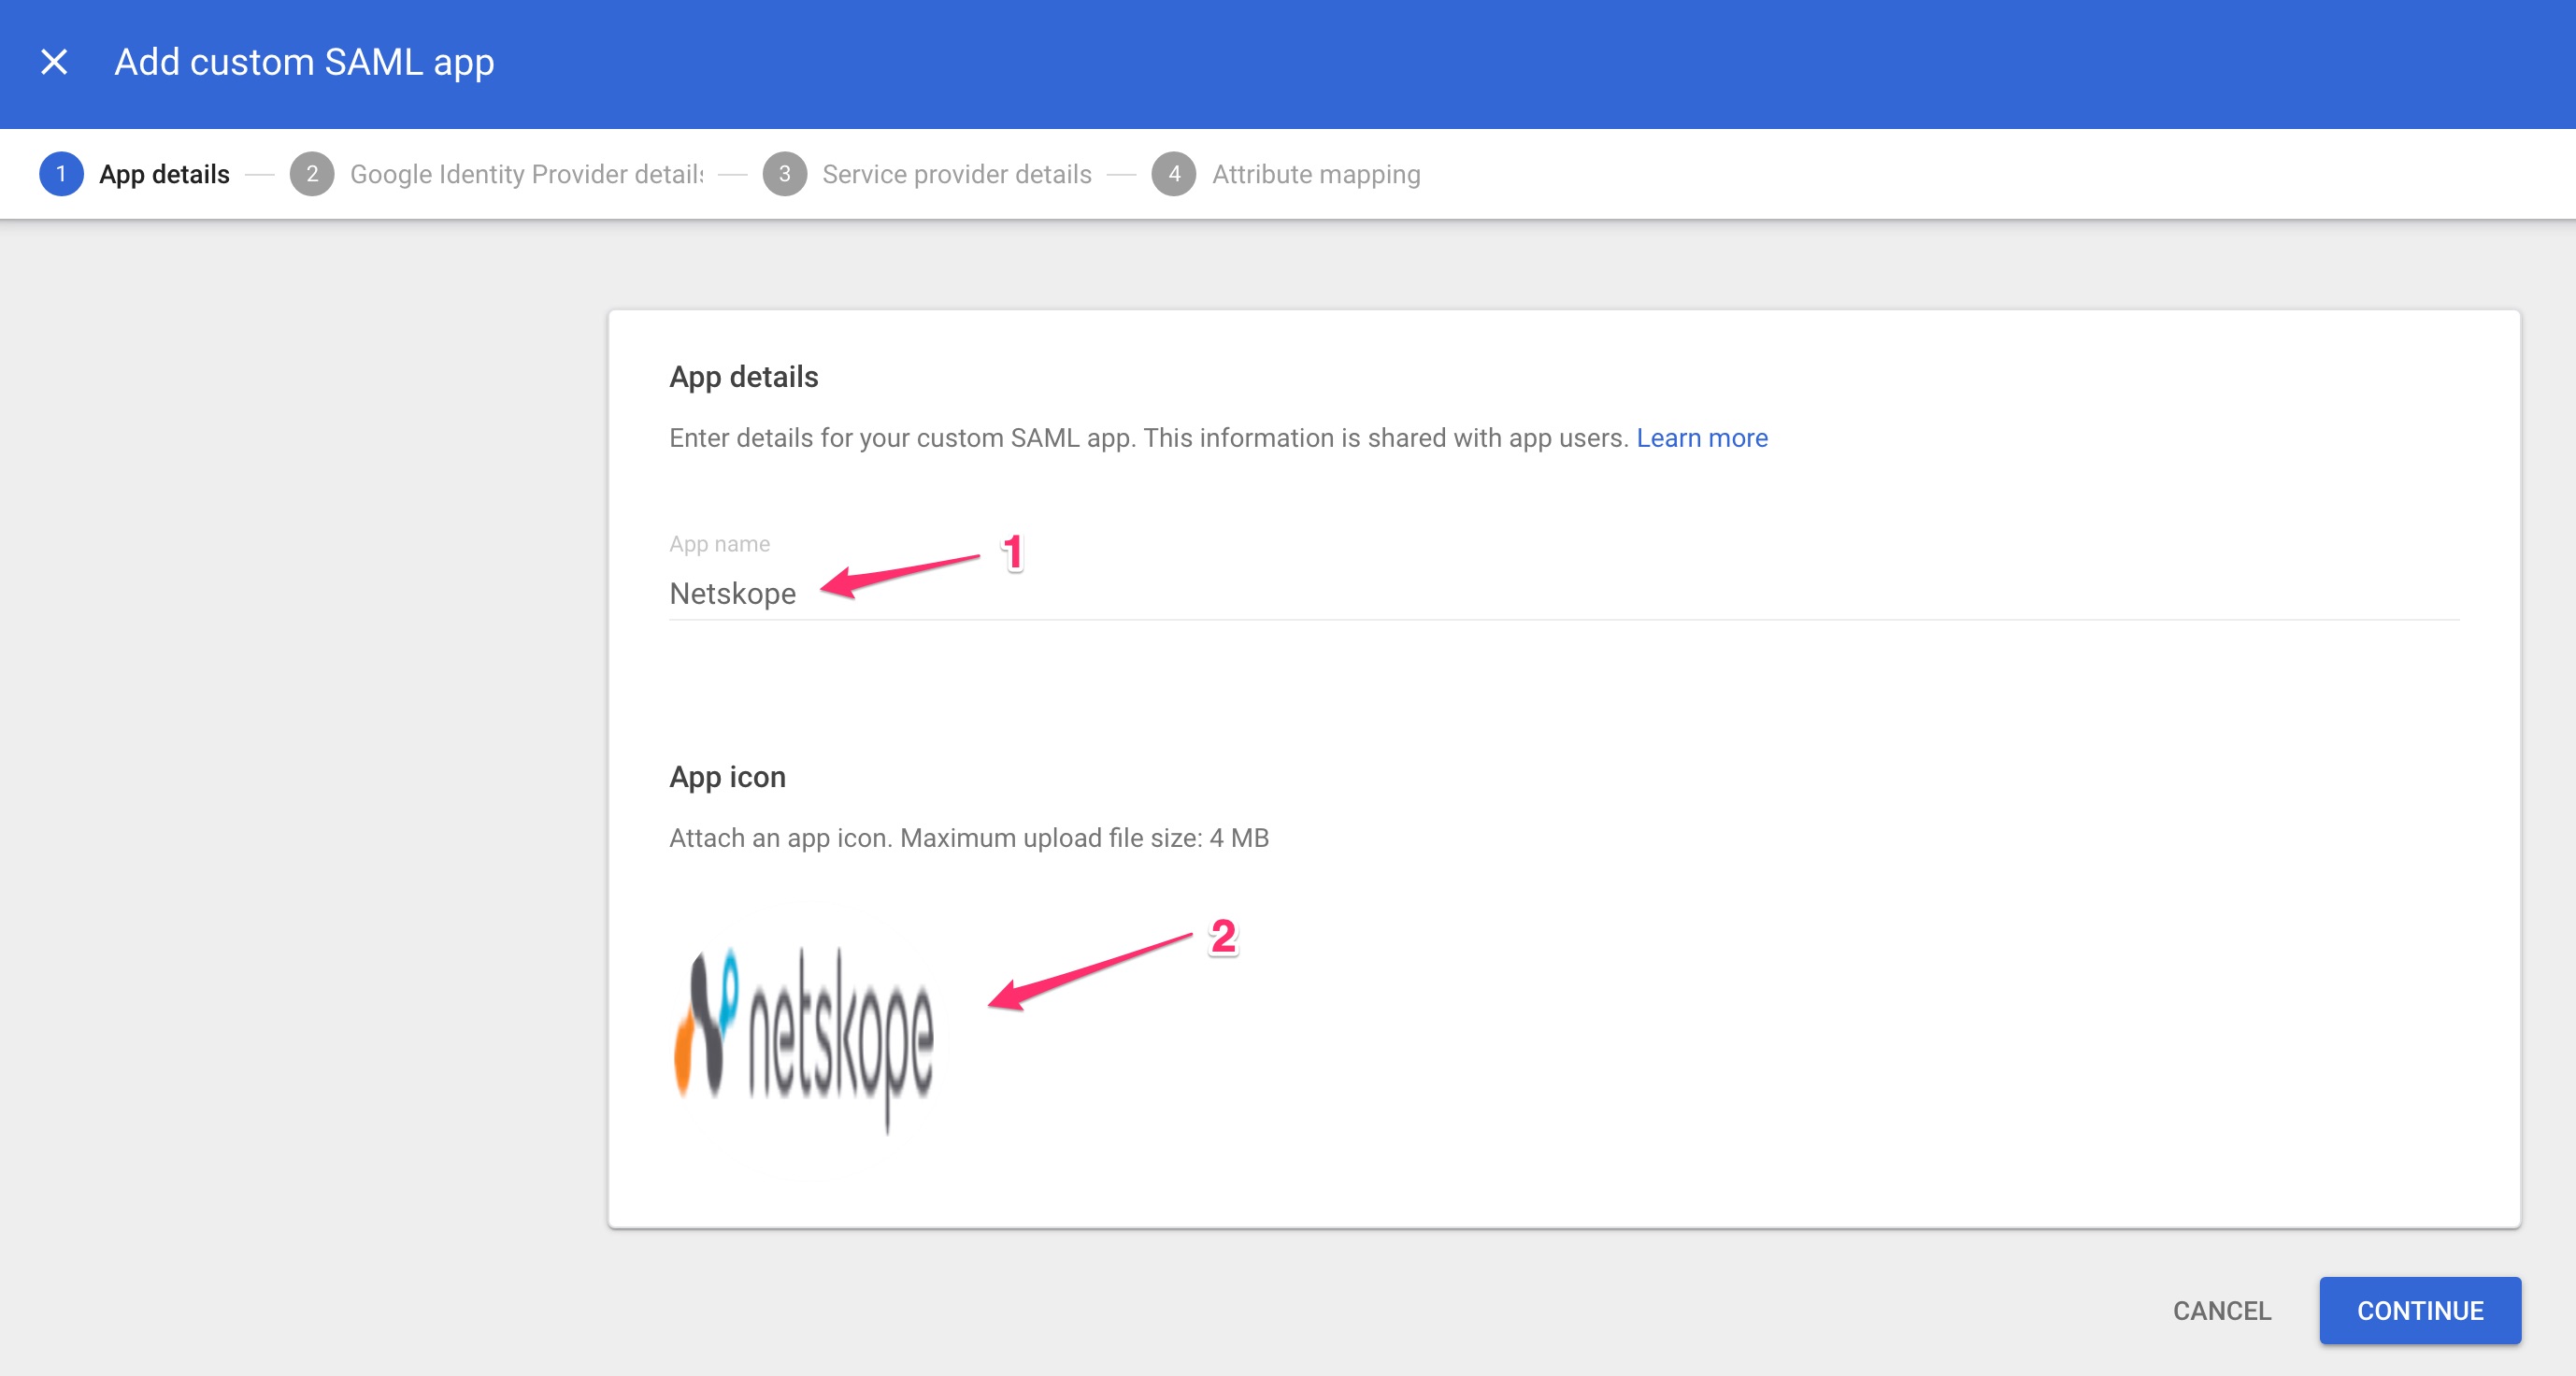 Add custom SAML app
1 App details 2 Google Identity Provider details 3 Service provider details 4 Attribute mapping
App details
Enter details for your custom SAML app. This information is shared with app users. Learn more
App name
1
Netskope
App icon
Attach an app icon. Maximum upload file size: 4 MB
2
netskope
CANCEL CONTINUE